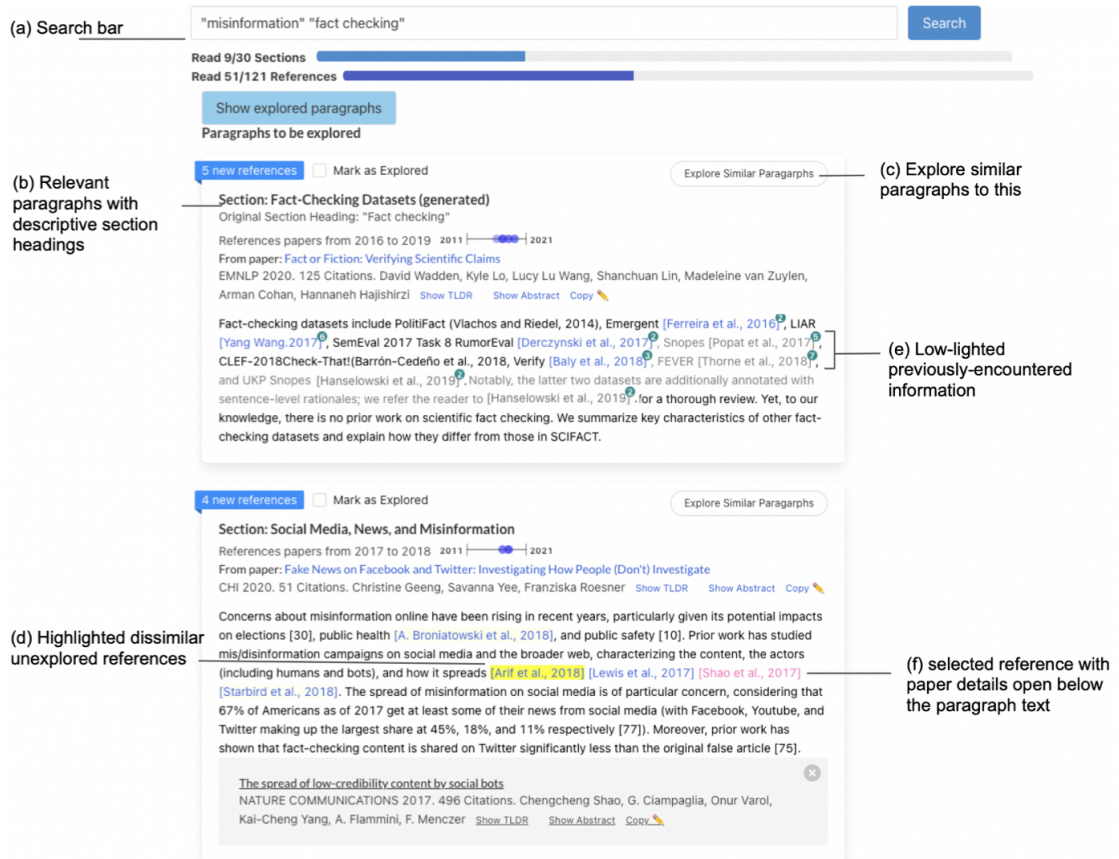 (a) Search bar
"misinformation" "fact checking"
Search
Read 9/30 Sections
Read 51/121 References
Show explored paragraphs
Paragraphs to be explored
(b) Relevant
paragraphs with
descriptive section
headings
5 new references
Mark as Explored
Explore Similar Paragarphs
(c) Explore similar
paragraphs to this
Section: Fact-Checking Datasets (generated)
Original Section Heading: "Fact checking"
References papers from 2016 to 2019 2011 2021
From paper: Fact or Fiction: Verifying Scientific Claims
EMNLP 2020. 125 Citations. David Wadden, Kyle Lo, Lucy Lu Wang, Shanchuan Lin, Madeleine van Zuylen,
Arman Cohan, Hannaneh Hajishirzi Show TLDR Show Abstract Copy
Fact-checking datasets include PolitiFact (Vlachos and Riedel, 2014), Emergent [Ferreira et al., 2016]2, LIAR
[Yang Wang.2017]6, SemEval 2017 Task 8 RumorEval [Derczynski et al., 2017]2, Snopes [Popat et al., 2017]5,
CLEF-2018Check-That!(Barrón-Cedeño et al., 2018, Verify [Baly et al., 2018]3, FEVER [Thorne et al., 2018]7,
and UKP Snopes [Hanselowski et al., 2019]2. Notably, the latter two datasets are additionally annotated with
sentence-level rationales; we refer the reader to [Hanselowski et al., 2019]2.for a thorough review. Yet, to our
knowledge, there is no prior work on scientific fact checking. We summarize key characteristics of other fact-
checking datasets and explain how they differ from those in SCIFACT.
(e) Low-lighted
previously-encountered
information
4 new references
Mark as Explored
Explore Similar Paragarphs
Section: Social Media, News, and Misinformation
References papers from 2017 to 2018 2011 2021
From paper: Fake News on Facebook and Twitter: Investigating How People (Don't) Investigate
CHI 2020. 51 Citations. Christine Geeng, Savanna Yee, Franziska Roesner Show TLDR Show Abstract Copy
Concerns about misinformation online have been rising in recent years, particularly given its potential impacts
on elections [30], public health [A. Broniatowski et al., 2018], and public safety [10]. Prior work has studied
mis/disinformation campaigns on social media and the broader web, characterizing the content, the actors
(including humans and bots), and how it spreads [Arif et al., 2018] [Lewis et al., 2017] [Shao et al., 2017]
[Starbird et al., 2018]. The spread of misinformation on social media is of particular concern, considering that
67% of Americans as of 2017 get at least some of their news from social media (with Facebook, Youtube, and
Twitter making up the largest share at 45%, 18%, and 11% respectively [77]). Moreover, prior work has
shown that fact-checking content is shared on Twitter significantly less than the original false article [75].
(d) Highlighted dissimilar
unexplored references
(f) selected reference with
paper details open below
the paragraph text
The spread of low-credibility content by social bots
NATURE COMMUNICATIONS 2017. 496 Citations. Chengcheng Shao, G. Ciampaglia, Onur Varol,
Kai-Cheng Yang, A. Flammini, F. Menczer Show TLDR Show Abstract Copy